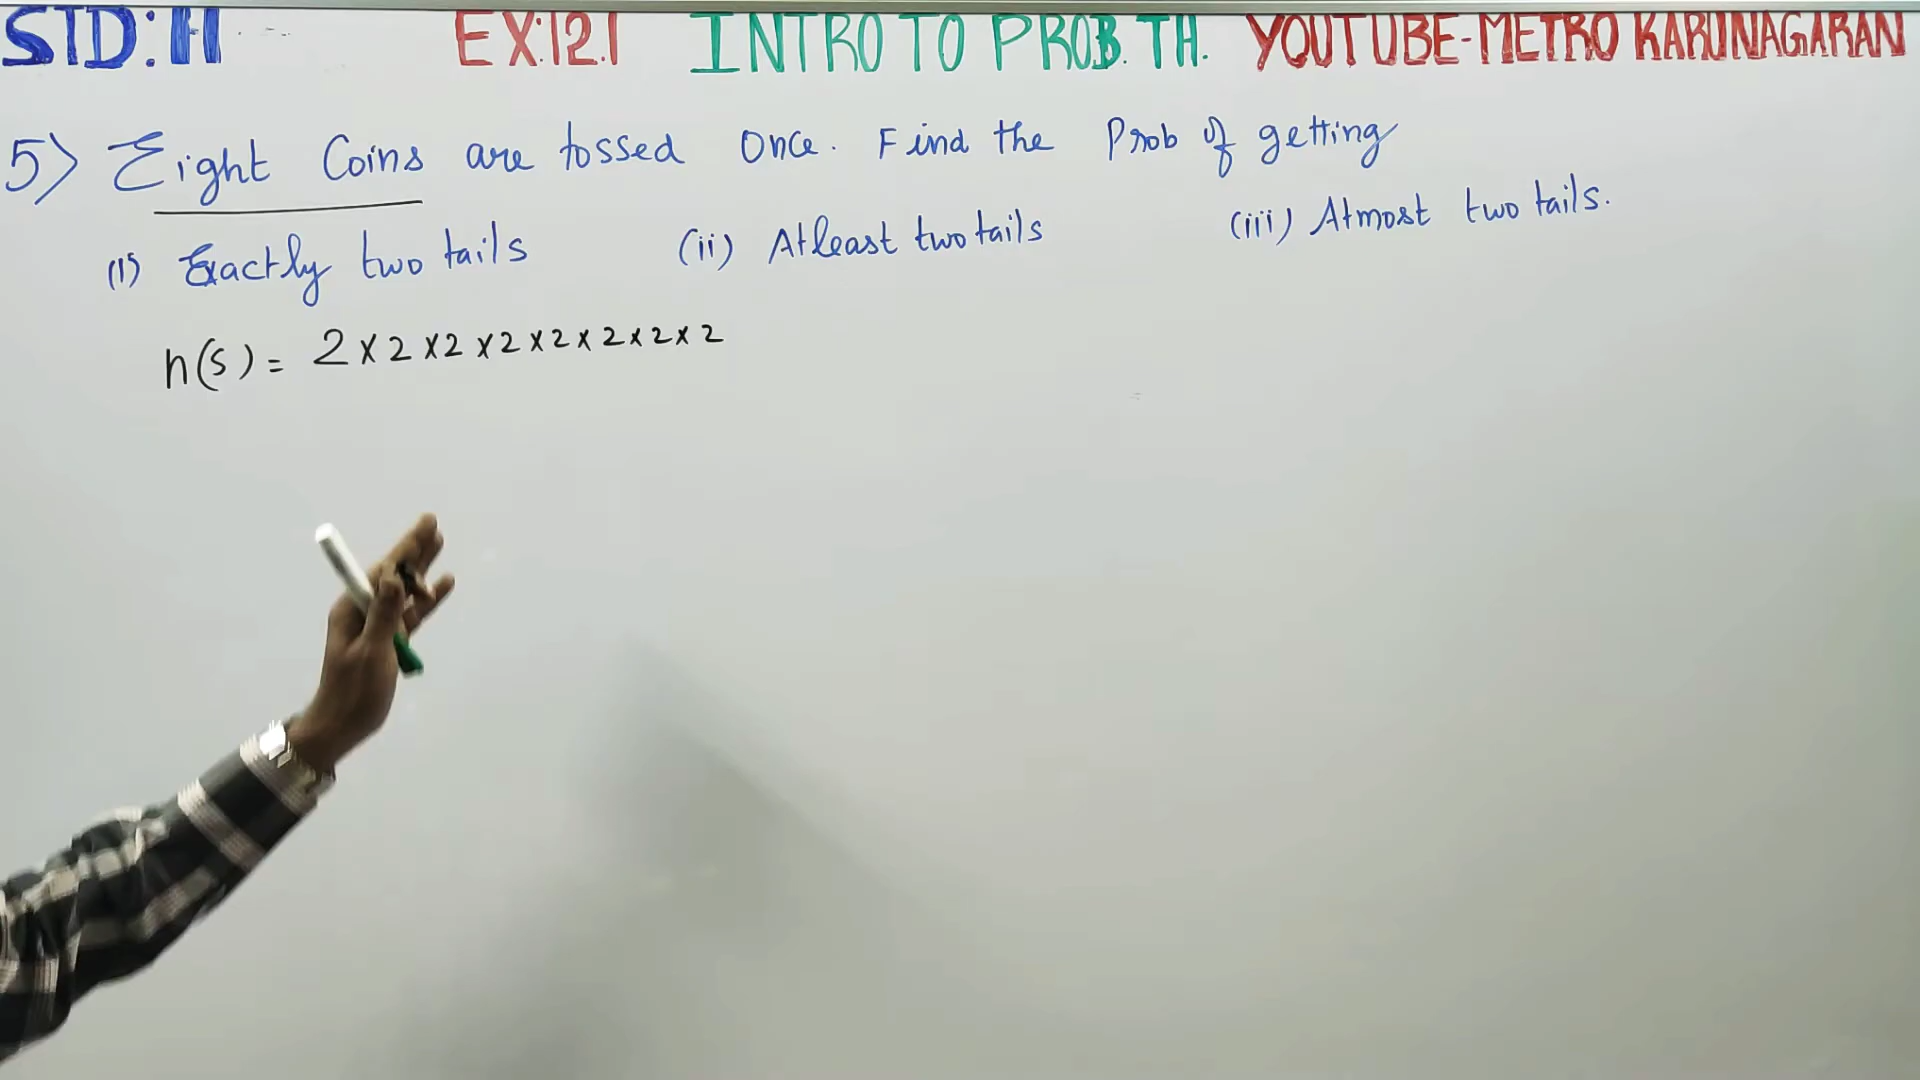 STD:11 EX:12.1 INTRO TO PROB. TH. YOUTUBE-METRO KARUNAGARAN
5) Eight Coins are tossed Once. Find the Prob of getting
(i) Exactly two tails (ii) Atleast two tails (iii) Atmost two tails.
n(S) = 2 × 2 × 2 × 2 × 2 × 2 × 2 × 2